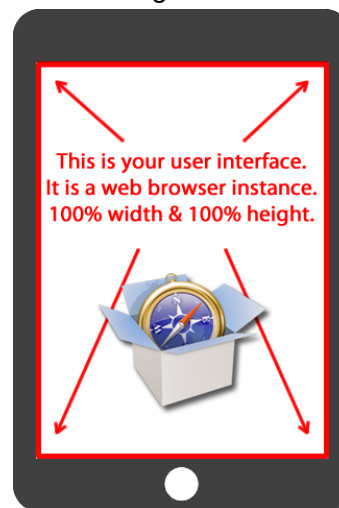 This is your user interface.
It is a web browser instance.
100% width & 100% height.